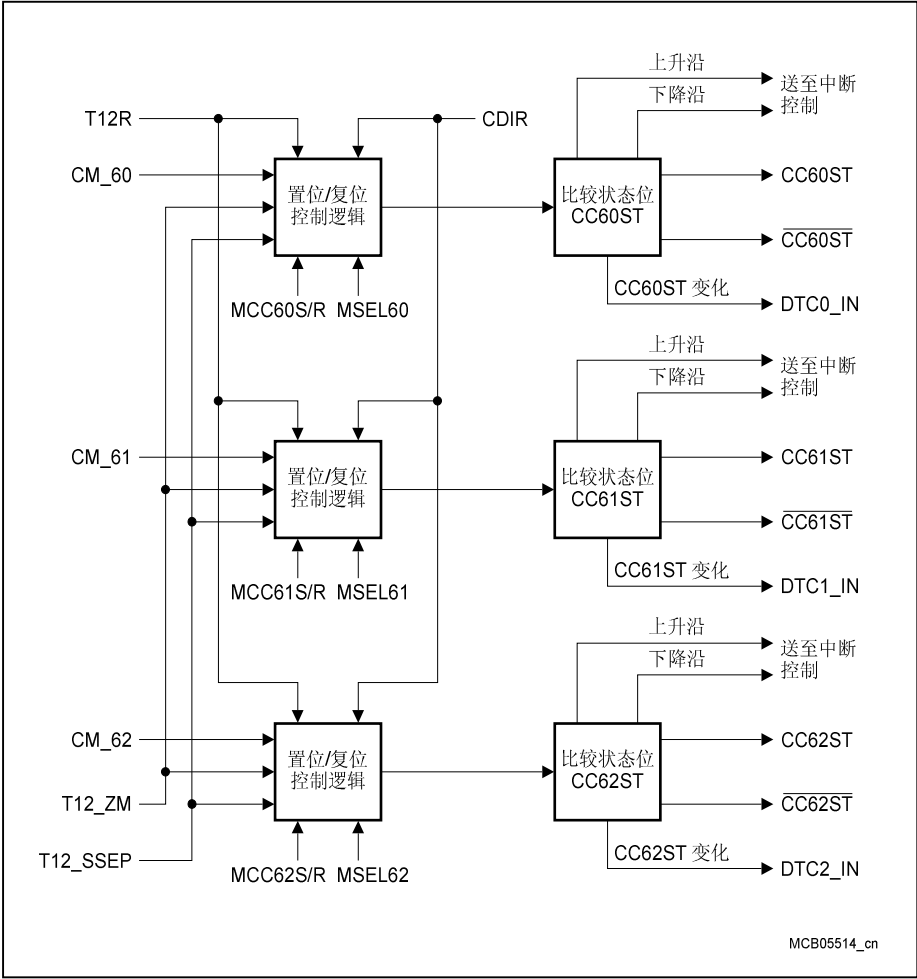 上升沿
送至中断
控制
下降沿
T12R
CDIR
CM_60
置位/复位
控制逻辑
比较状态位
CC60ST
CC60ST
CC60ST
MCC60S/R MSEL60
CC60ST 变化
DTC0_IN
上升沿
送至中断
控制
下降沿
CM_61
置位/复位
控制逻辑
比较状态位
CC61ST
CC61ST
CC61ST
MCC61S/R MSEL61
CC61ST 变化
DTC1_IN
上升沿
送至中断
控制
下降沿
CM_62
置位/复位
控制逻辑
比较状态位
CC62ST
CC62ST
T12_ZM
CC62ST
T12_SSEP
MCC62S/R MSEL62
CC62ST 变化
DTC2_IN
MCB05514_cn